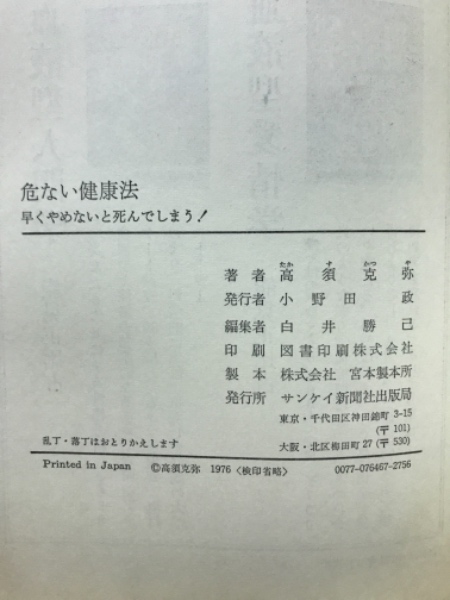 危ない健康法
早くやめないと死んでしまう!
著者 高須克弥
たか す かつ や
発行者 小野田 政
編集者 白井勝己
印刷 図書印刷株式会社
製本 株式会社 宮本製本所
発行所 サンケイ新聞社出版局
東京・千代田区神田錦町 3-15
(〒 101)
大阪・北区梅田町 27 (〒 530)
乱丁・落丁はおとりかえします
Printed in Japan ©高須克弥 1976 〈検印省略〉 0077-076467-2756